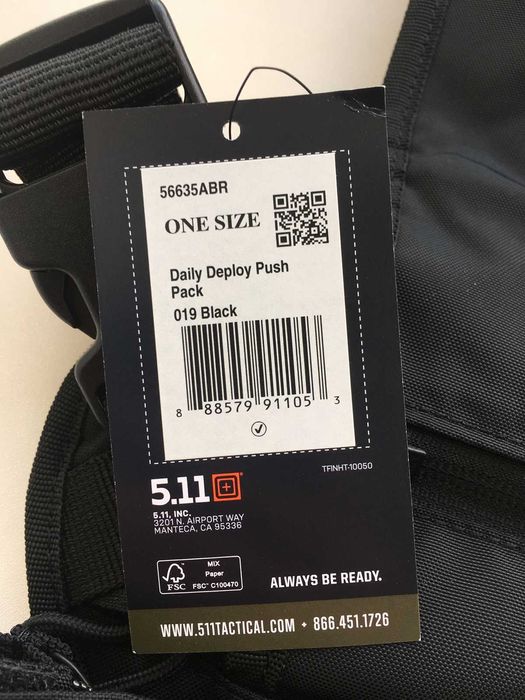 56635ABR
ONE SIZE
Daily Deploy Push
Pack
019 Black
8 88579 91105 3
TFINHT-10050
5.11
5.11, INC.
3201 N. AIRPORT WAY
MANTECA, CA 95336
FSC
MIX
Paper
FSC™ C100470
ALWAYS BE READY.
WWW.511TACTICAL.COM + 866.451.1726